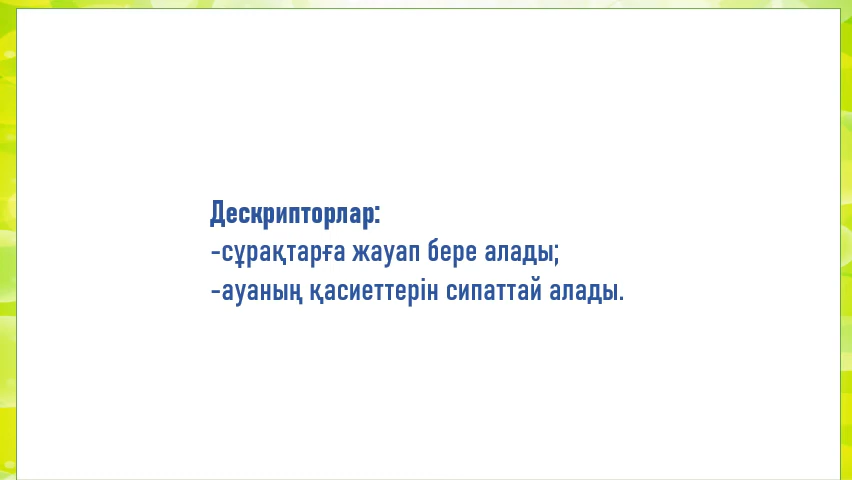 Дескрипторлар:
-сұрақтарға жауап бере алады;
-ауаның қасиеттерін сипаттай алады.